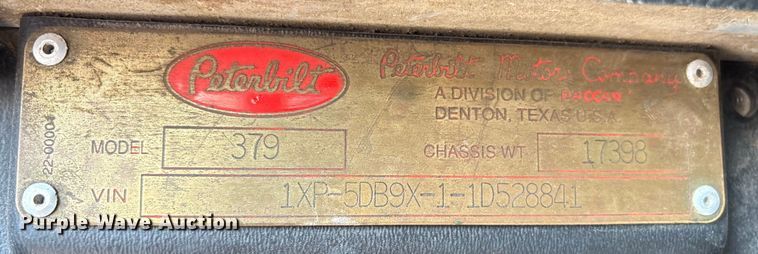 Peterbilt
Peterbilt Motors Company
A DIVISION OF PACCAR
DENTON, TEXAS U.S.A.
22-00004
MODEL 379
CHASSIS WT 17398
VIN 1XP-5DB9X-1-1D528841
Purple Wave Auction